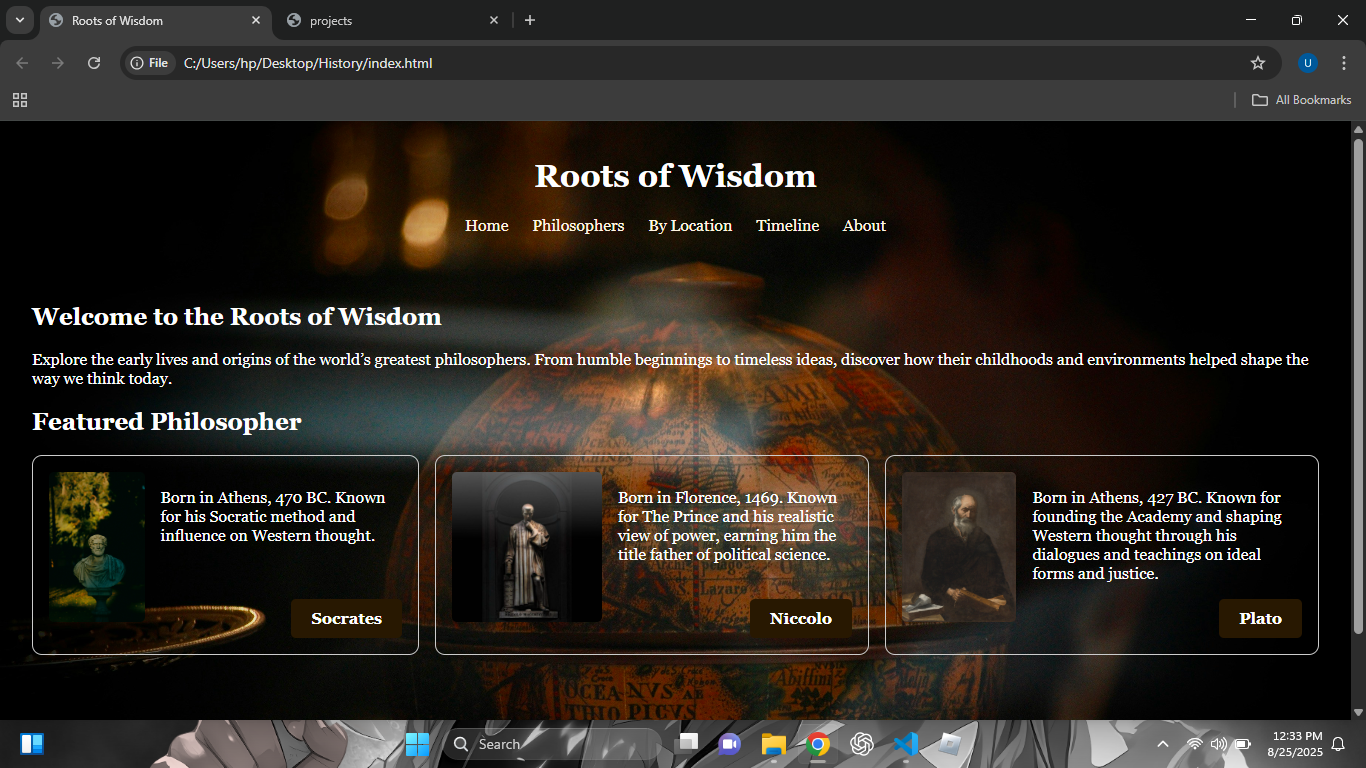 Roots of Wisdom
projects
File
C:/Users/hp/Desktop/History/index.html
U
All Bookmarks
Roots of Wisdom
Home Philosophers By Location Timeline About
Welcome to the Roots of Wisdom
Explore the early lives and origins of the world’s greatest philosophers. From humble beginnings to timeless ideas, discover how their childhoods and environments helped shape the
way we think today.
Featured Philosopher
Born in Athens, 470 BC. Known
for his Socratic method and
influence on Western thought.
Socrates
Born in Florence, 1469. Known
for The Prince and his realistic
view of power, earning him the
title father of political science.
Niccolo
Born in Athens, 427 BC. Known for
founding the Academy and shaping
Western thought through his
dialogues and teachings on ideal
forms and justice.
Plato
AME
S. Lazaro
Abiffini
OCEANVS
THIOPICVS
Search
12:33 PM
8/25/2025